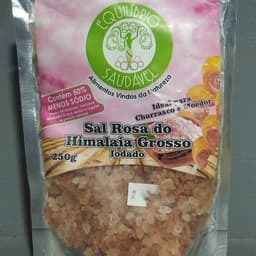 EQUILÍBRIO
SAUDÁVEL
Alimentos Vindos da Natureza
Contém 50%
MENOS SÓDIO
Ideal para
Churrasco e Moedor
Sal Rosa do
Himalaia Grosso
250g
Iodado